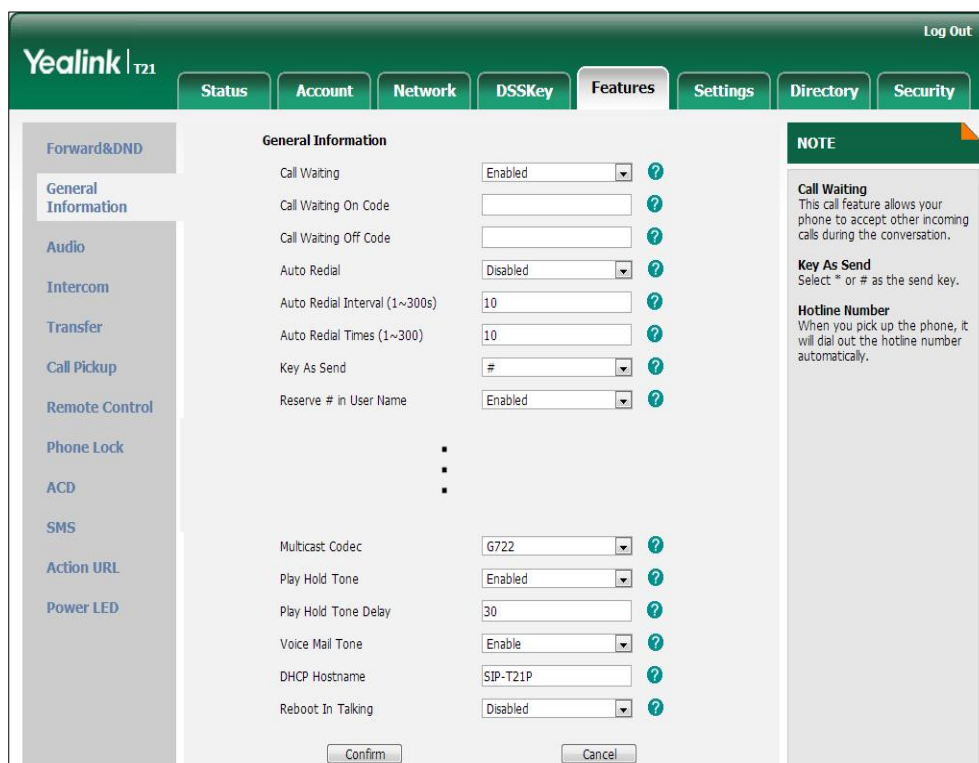 Log Out
Yealink T21
Status Account Network DSSKey Features Settings Directory Security
Forward&DND
General Information
Audio
Intercom
Transfer
Call Pickup
Remote Control
Phone Lock
ACD
SMS
Action URL
Power LED
General Information
Call Waiting Enabled ?
Call Waiting On Code ?
Call Waiting Off Code ?
Auto Redial Disabled ?
Auto Redial Interval (1~300s) 10 ?
Auto Redial Times (1~300) 10 ?
Key As Send # ?
Reserve # in User Name Enabled ?
Multicast Codec G722 ?
Play Hold Tone Enabled ?
Play Hold Tone Delay 30 ?
Voice Mail Tone Enable ?
DHCP Hostname SIP-T21P ?
Reboot In Talking Disabled ?
Confirm Cancel
NOTE
Call Waiting
This call feature allows your
phone to accept other incoming
calls during the conversation.
Key As Send
Select * or # as the send key.
Hotline Number
When you pick up the phone, it
will dial out the hotline number
automatically.